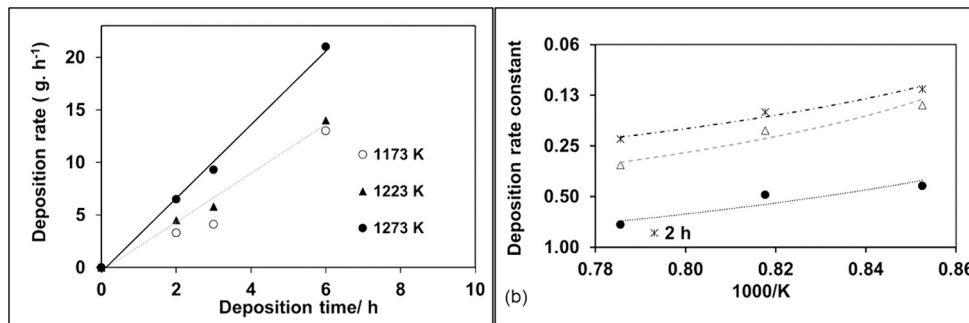 Deposition rate ( g. h-1)
20
15
10
5
0
0
2
4
6
8
10
Deposition time/ h
1173 K
1223 K
1273 K
Deposition rate constant
0.06
0.13
0.25
0.50
1.00
0.78
0.80
0.82
0.84
0.86
2 h
1000/K
(b)